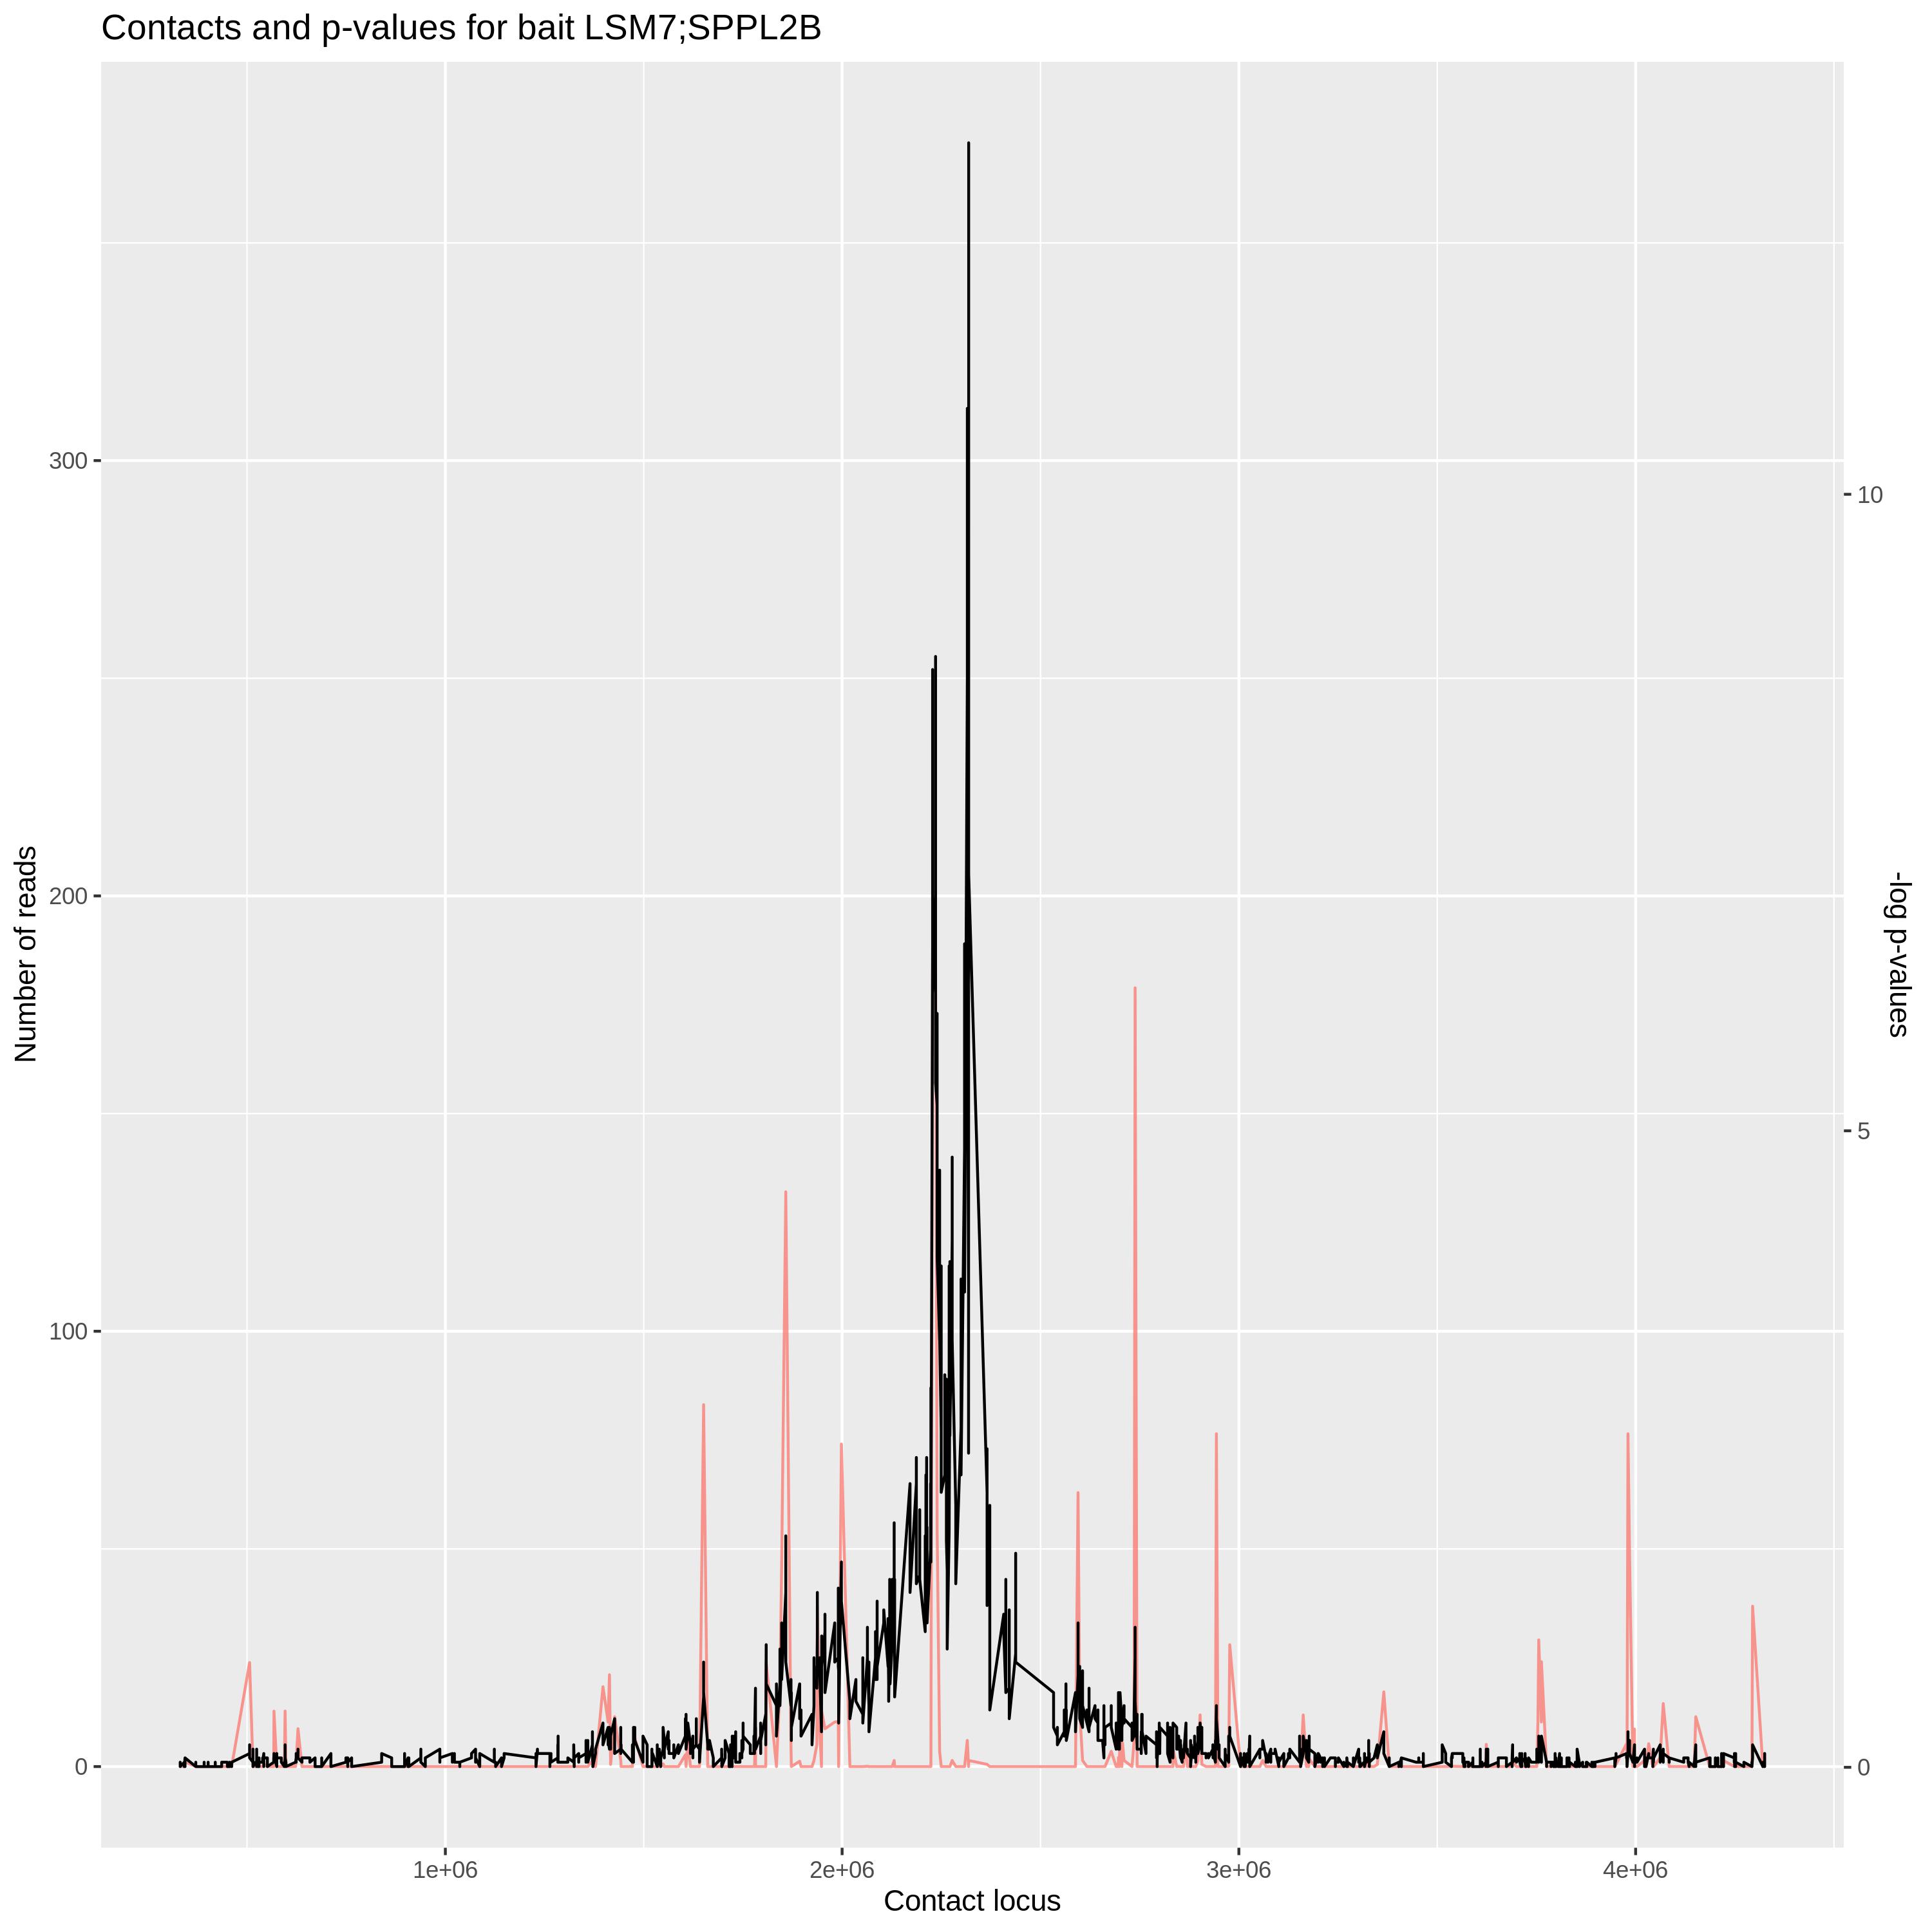 Contacts and p-values for bait LSM7;SPPL2B
Number of reads
300
200
100
0
10
5
0
-log p-values
1e+06
2e+06
3e+06
4e+06
Contact locus